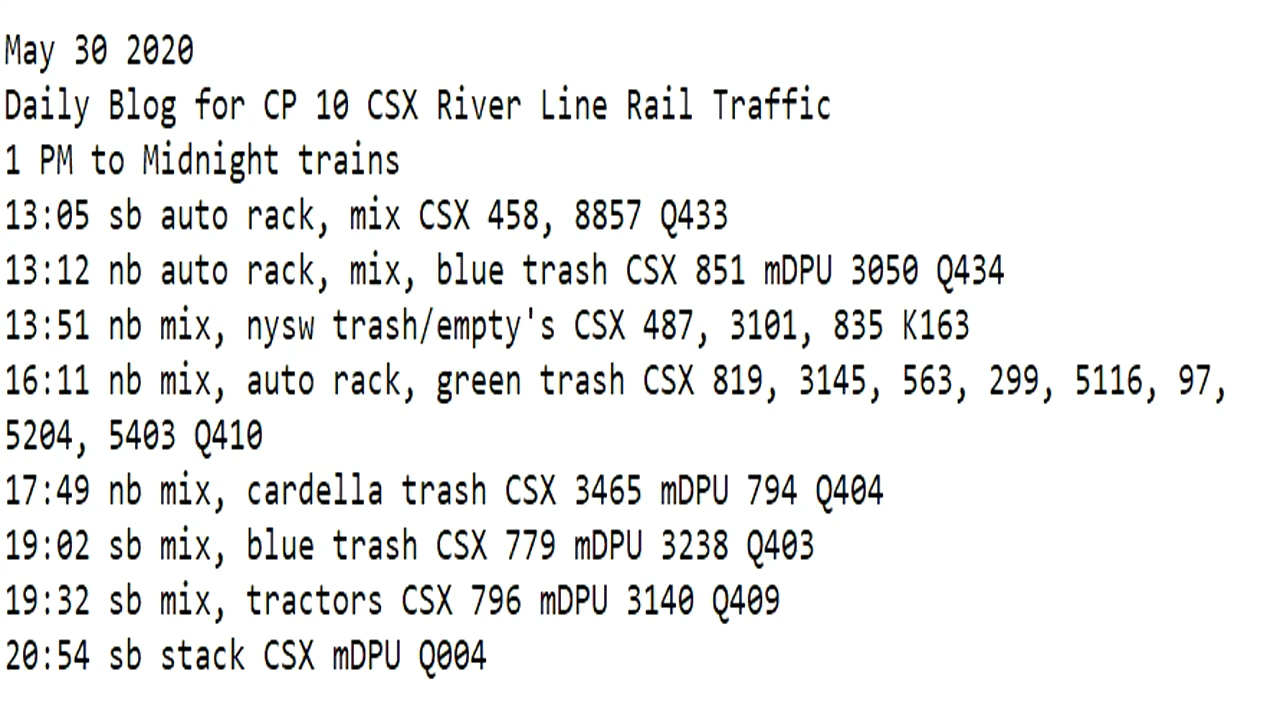 May 30 2020
Daily Blog for CP 10 CSX River Line Rail Traffic
1 PM to Midnight trains
13:05 sb auto rack, mix CSX 458, 8857 Q433
13:12 nb auto rack, mix, blue trash CSX 851 mDPU 3050 Q434
13:51 nb mix, nysw trash/empty's CSX 487, 3101, 835 K163
16:11 nb mix, auto rack, green trash CSX 819, 3145, 563, 299, 5116, 97,
5204, 5403 Q410
17:49 nb mix, cardella trash CSX 3465 mDPU 794 Q404
19:02 sb mix, blue trash CSX 779 mDPU 3238 Q403
19:32 sb mix, tractors CSX 796 mDPU 3140 Q409
20:54 sb stack CSX mDPU Q004